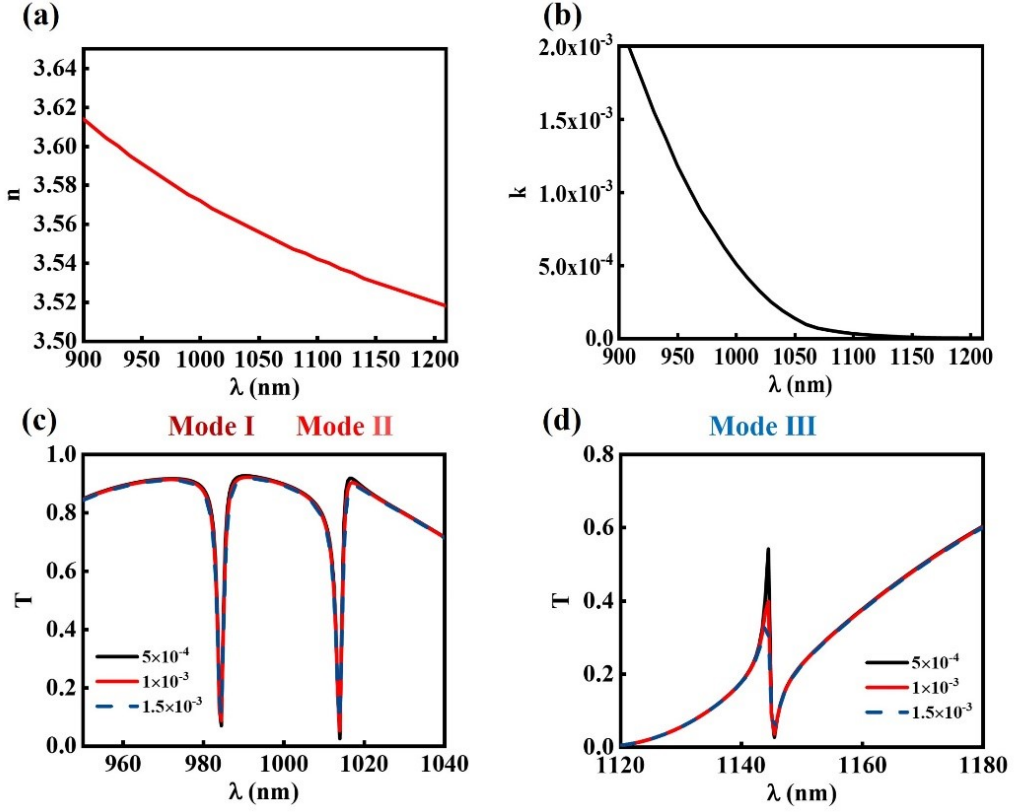 (a)
3.64
3.62
3.60
3.58
3.56
3.54
3.52
3.50
n
900 950 1000 1050 1100 1150 1200
λ (nm)
(b)
2.0x10⁻³
1.5x10⁻³
1.0x10⁻³
5.0x10⁻⁴
0.0
k
900 950 1000 1050 1100 1150 1200
λ (nm)
(c)
Mode I Mode II
1.0
0.8
0.6
0.4
0.2
0.0
T
5×10⁻⁴
1×10⁻³
1.5×10⁻³
960 980 1000 1020 1040
λ (nm)
(d)
Mode III
0.8
0.6
0.4
0.2
0.0
T
5×10⁻⁴
1×10⁻³
1.5×10⁻³
1120 1140 1160 1180
λ (nm)